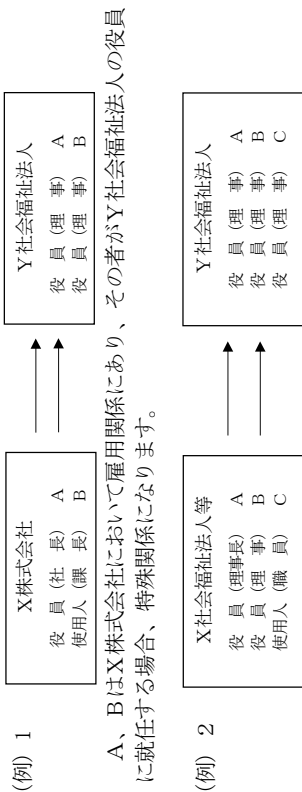 (例) 1
X株式会社
役 員 (社 長) A
使用人 (課 長) B
Y社会福祉法人
役 員 (理 事) A
役 員 (理 事) B
A、BはX株式会社において雇用関係にあり、その者がY社会福祉法人の役員
に就任する場合、特殊関係になります。
(例) 2
X社会福祉法人等
役 員 (理事長) A
役 員 (理 事) B
使用人 (職 員) C
Y社会福祉法人
役 員 (理 事) A
役 員 (理 事) B
役 員 (理 事) C